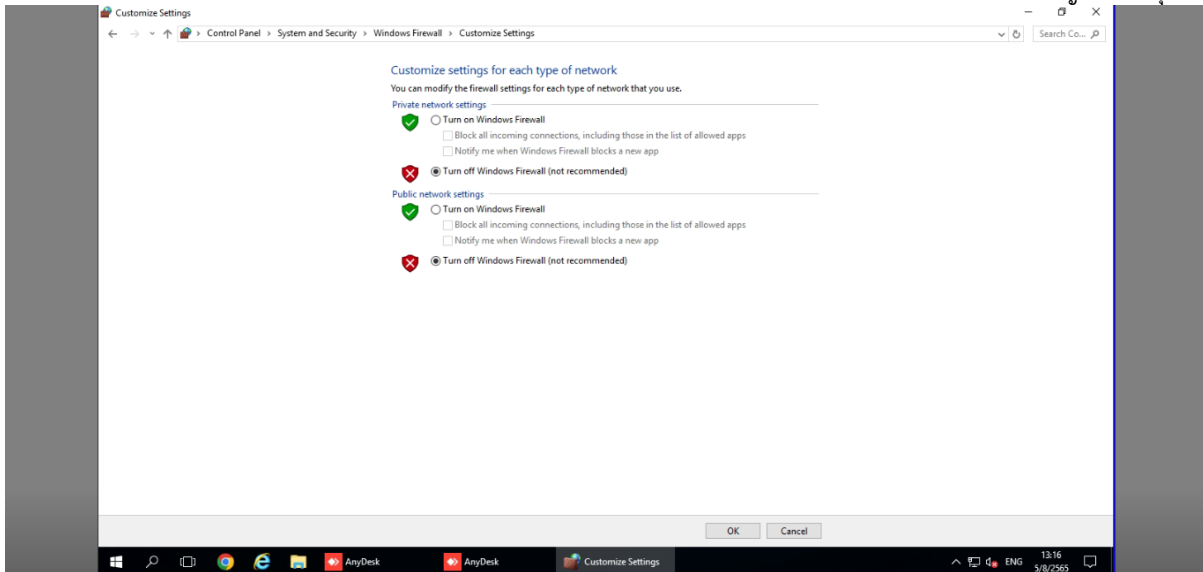 Customize Settings
Control Panel > System and Security > Windows Firewall > Customize Settings
Search Co...
Customize settings for each type of network
You can modify the firewall settings for each type of network that you use.
Private network settings
Turn on Windows Firewall
Block all incoming connections, including those in the list of allowed apps
Notify me when Windows Firewall blocks a new app
Turn off Windows Firewall (not recommended)
Public network settings
Turn on Windows Firewall
Block all incoming connections, including those in the list of allowed apps
Notify me when Windows Firewall blocks a new app
Turn off Windows Firewall (not recommended)
OK Cancel
AnyDesk AnyDesk Customize Settings ENG 13:16
5/8/2565